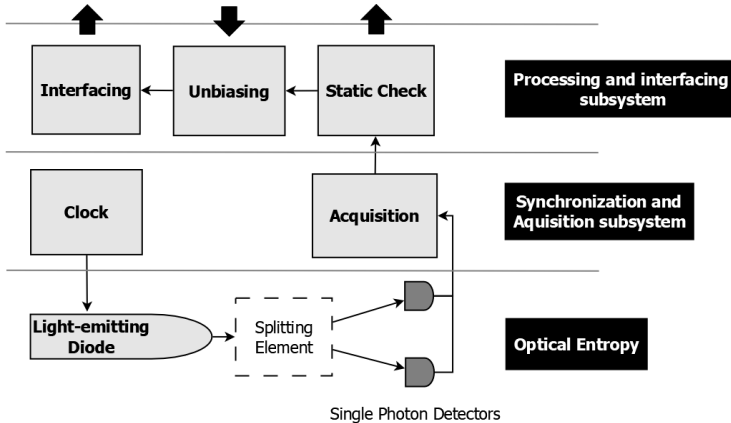 Interfacing
Unbiasing
Static Check
Processing and interfacing
subsystem
Clock
Acquisition
Synchronization and
Aquisition subsystem
Light-emitting
Diode
Splitting
Element
Optical Entropy
Single Photon Detectors